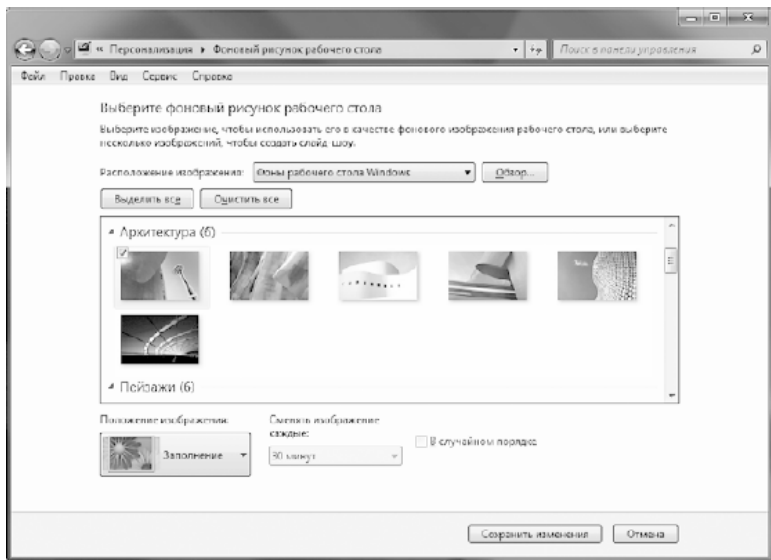 « Персонализация ▸ Фоновый рисунок рабочего стола
Поиск в панели управления
Файл Правка Вид Сервис Справка
Выберите фоновый рисунок рабочего стола
Выберите изображение, чтобы использовать его в качестве фонового изображения рабочего стола, или выберите
несколько изображений, чтобы создать слайд-шоу.
Расположение изображения: Фоны рабочего стола Windows Обзор...
Выделить все Очистить все
Архитектура (6)
Пейзажи (6)
Положение изображения:
Заполнение
Сменять изображение
каждые:
30 минут
В случайном порядке
Сохранить изменения Отмена